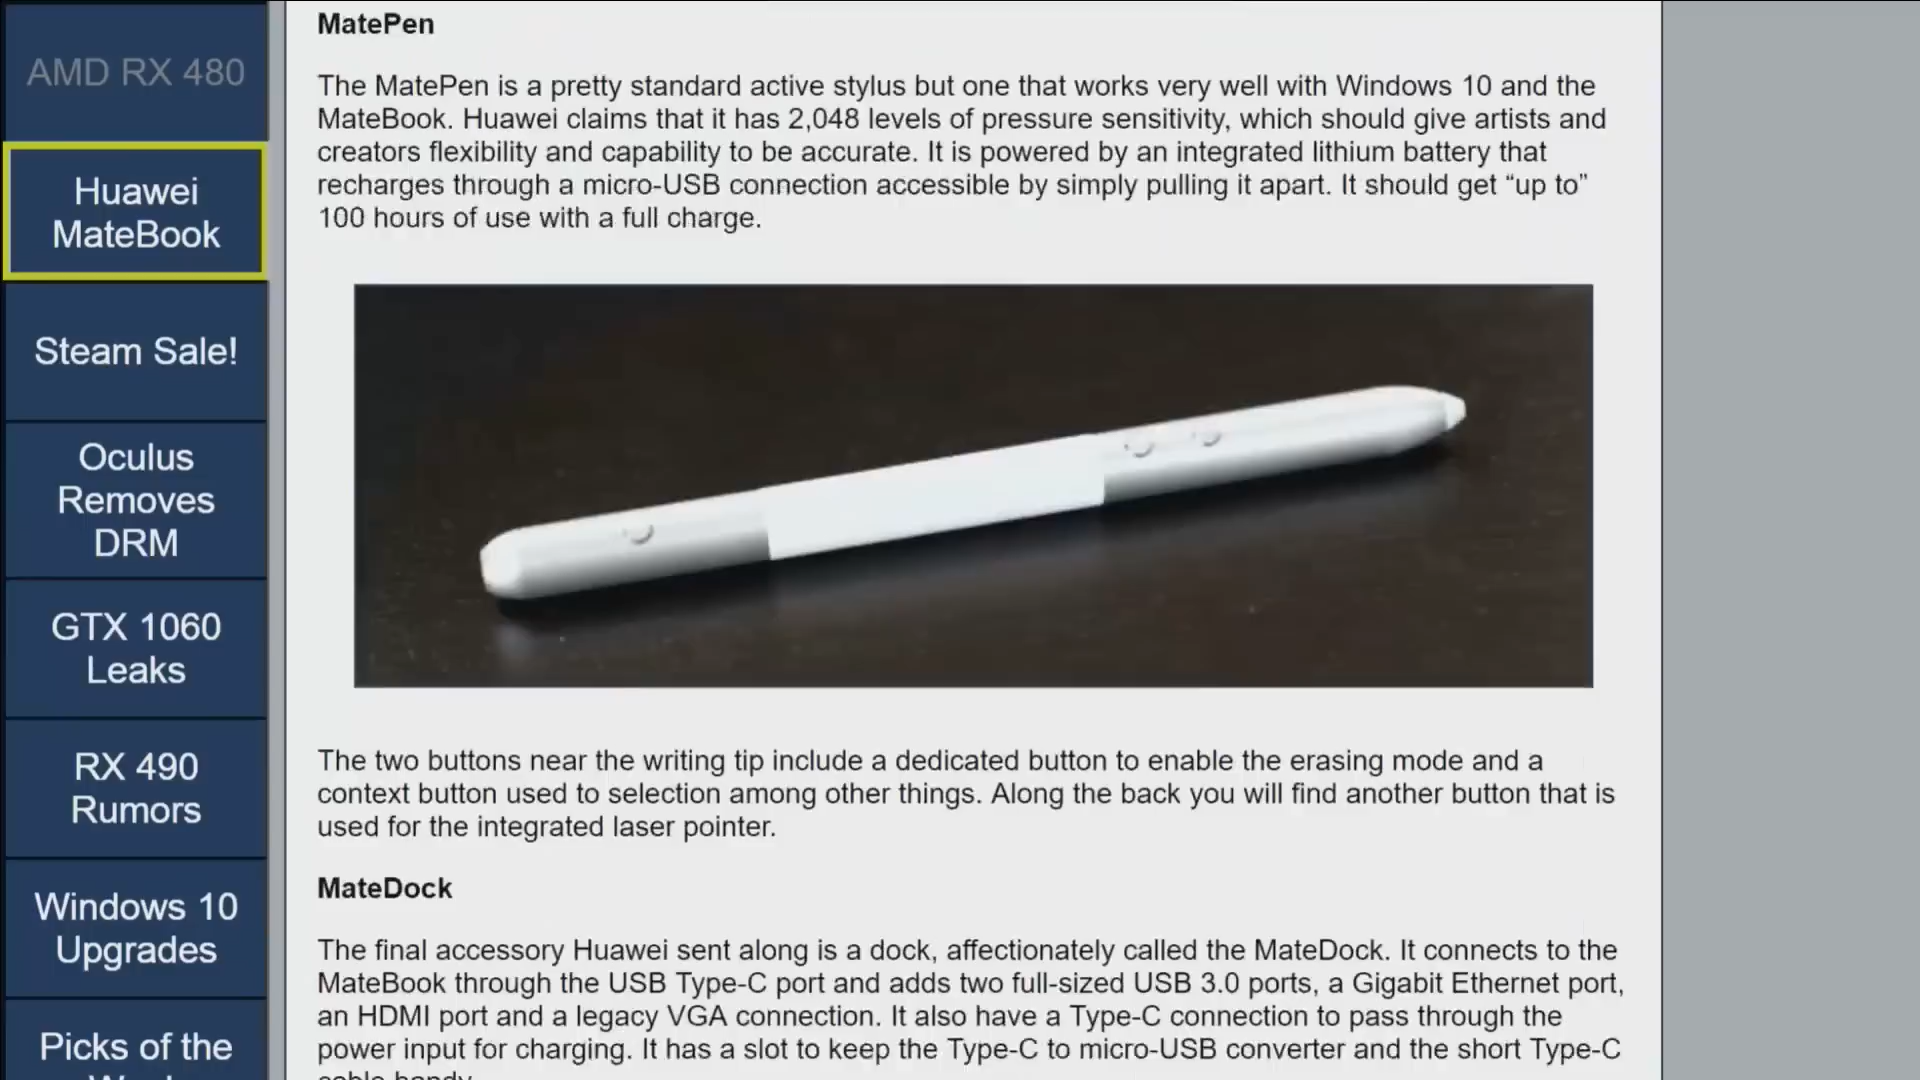 AMD RX 480
Huawei
MateBook
Steam Sale!
Oculus
Removes
DRM
GTX 1060
Leaks
RX 490
Rumors
Windows 10
Upgrades
Picks of the
MatePen
The MatePen is a pretty standard active stylus but one that works very well with Windows 10 and the
MateBook. Huawei claims that it has 2,048 levels of pressure sensitivity, which should give artists and
creators flexibility and capability to be accurate. It is powered by an integrated lithium battery that
recharges through a micro-USB connection accessible by simply pulling it apart. It should get “up to”
100 hours of use with a full charge.
The two buttons near the writing tip include a dedicated button to enable the erasing mode and a
context button used to selection among other things. Along the back you will find another button that is
used for the integrated laser pointer.
MateDock
The final accessory Huawei sent along is a dock, affectionately called the MateDock. It connects to the
MateBook through the USB Type-C port and adds two full-sized USB 3.0 ports, a Gigabit Ethernet port,
an HDMI port and a legacy VGA connection. It also have a Type-C connection to pass through the
power input for charging. It has a slot to keep the Type-C to micro-USB converter and the short Type-C